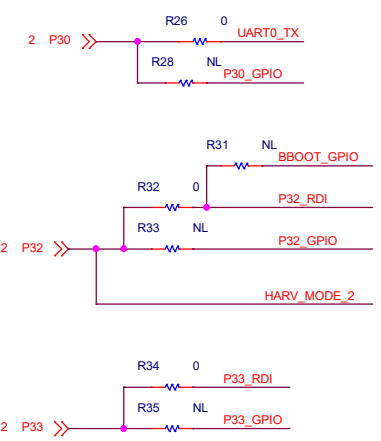 R26 0
2 P30 UART0_TX
R28 NL
P30_GPIO
R31 NL
BBOOT_GPIO
R32 0
P32_RDI
R33 NL
2 P32 P32_GPIO
HARV_MODE_2
R34 0
P33_RDI
R35 NL
2 P33 P33_GPIO